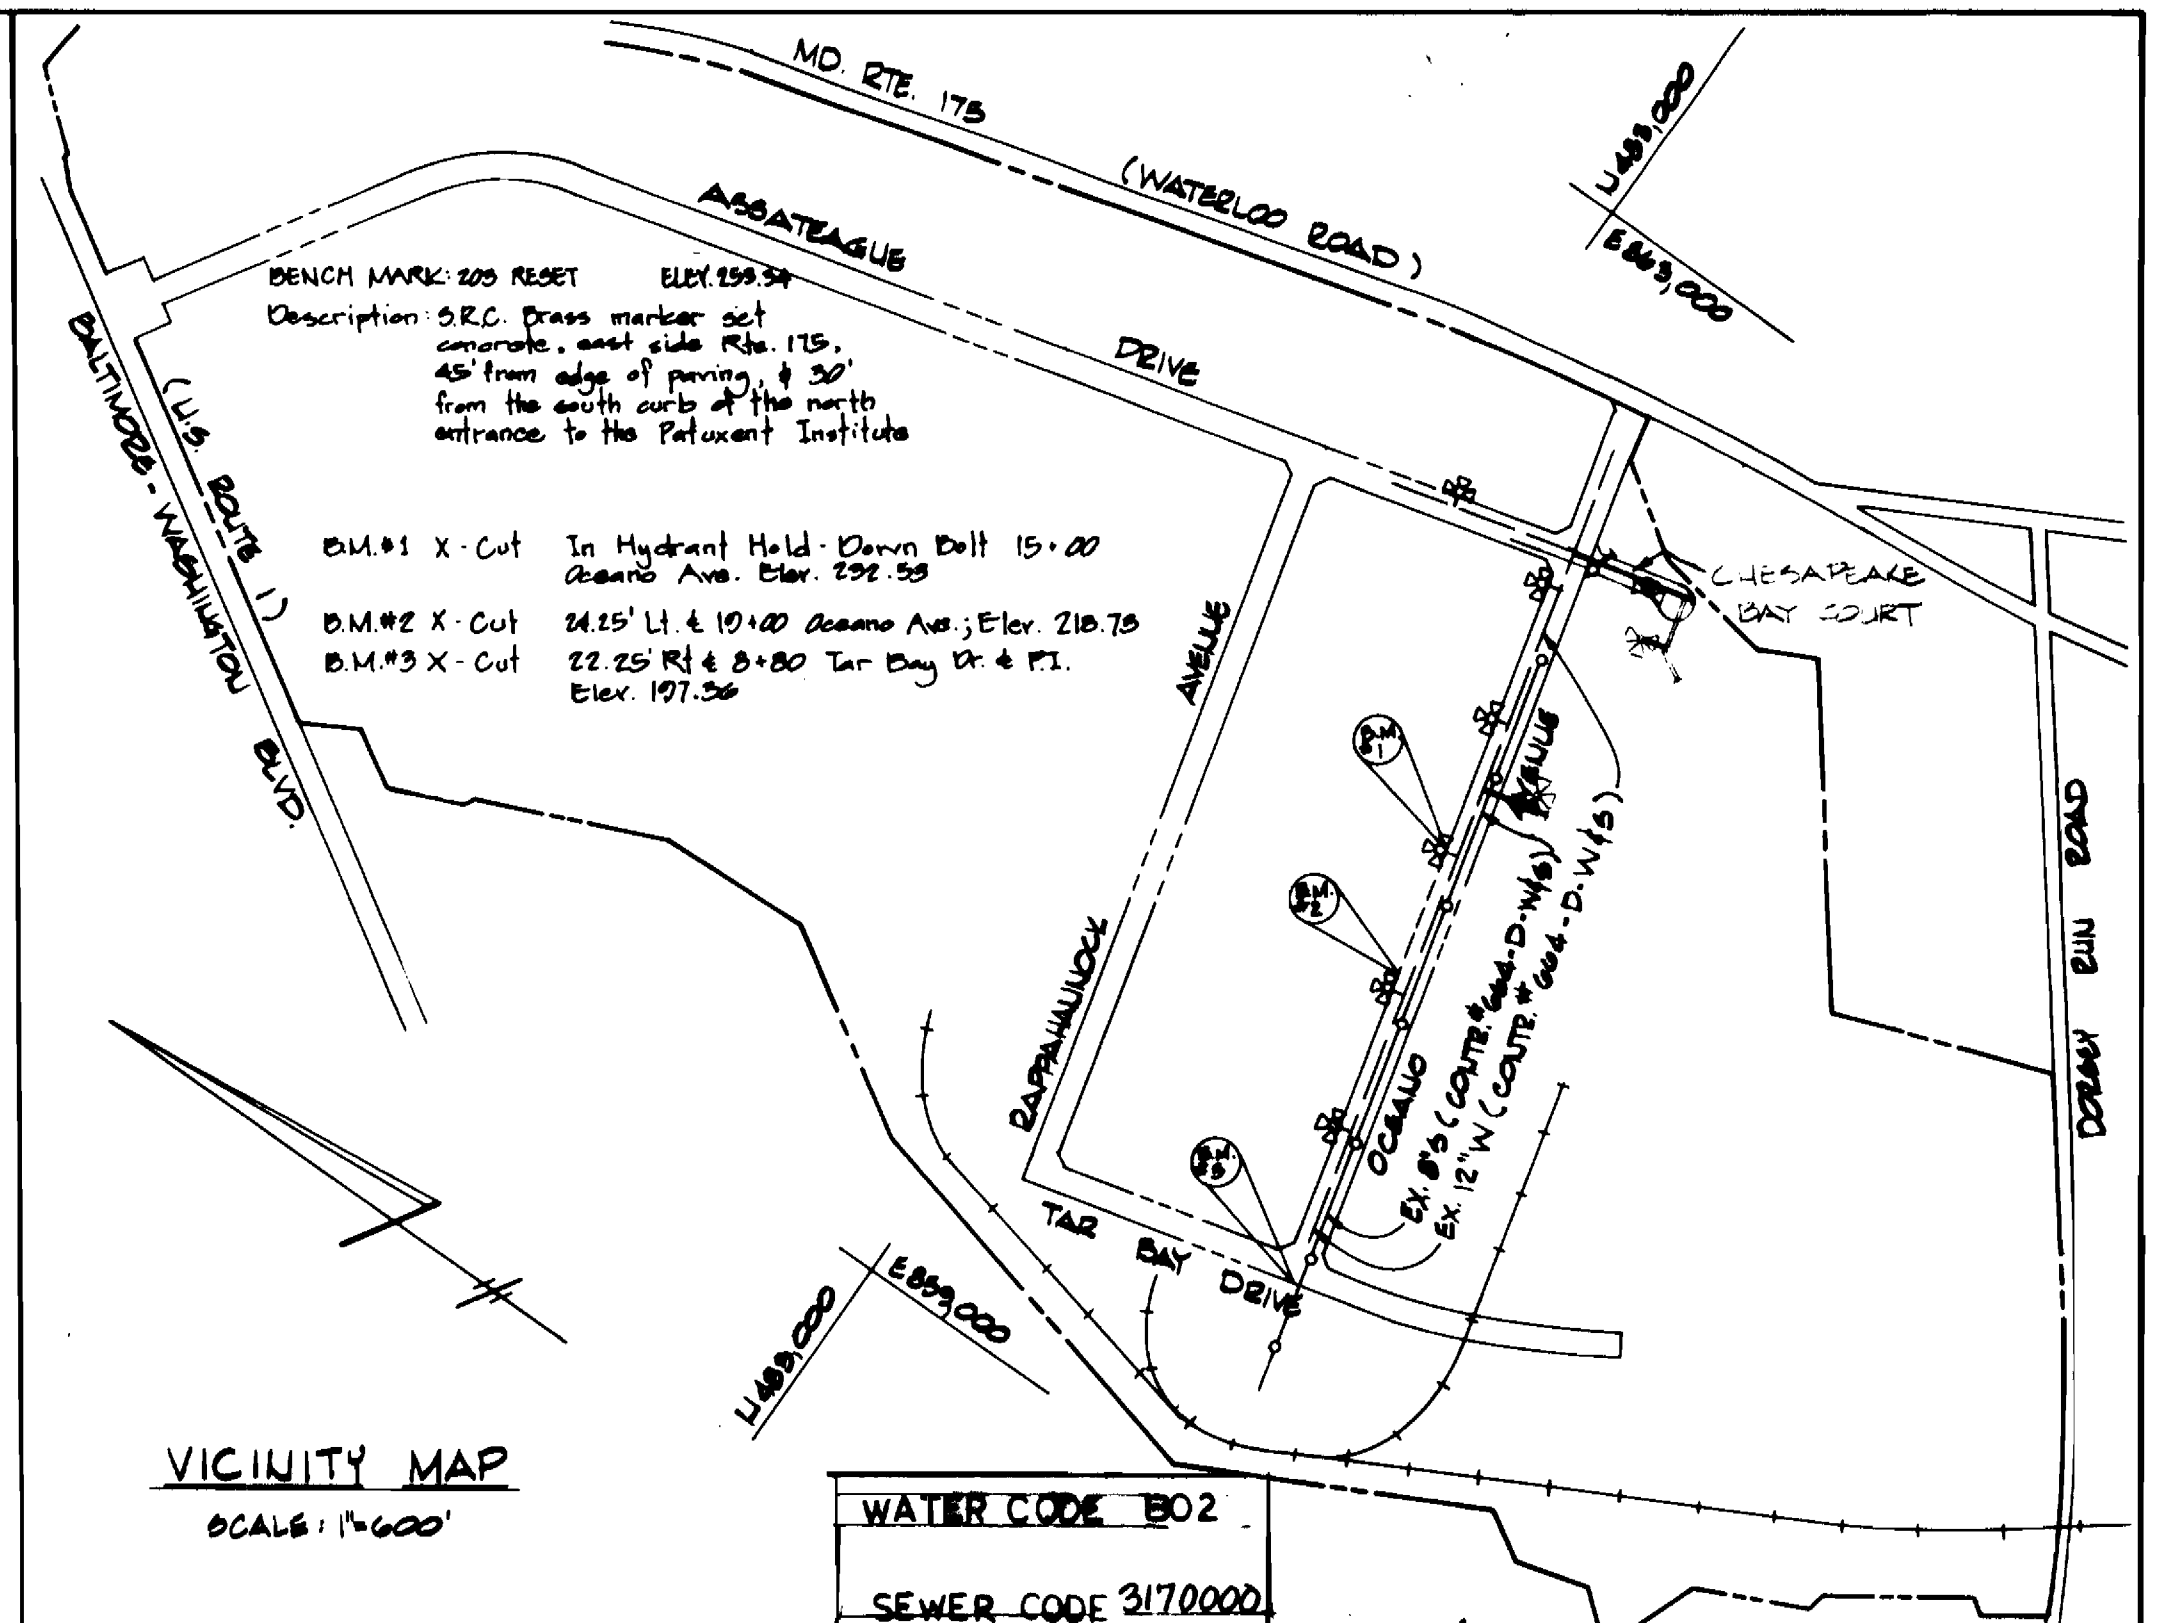 MD. RTE. 175
(WATERLOO ROAD)
N 483,000
E 863,000
ASSATEAGUE
DRIVE
BENCH MARK: 203 RESET ELEV. 259.54
Description: S.R.C. Brass marker set
concrete, east side Rte. 175,
45' from edge of paving, & 30'
from the south curb of the north
entrance to the Patuxent Institute
BALTIMORE - WASHINGTON BLVD.
(U.S. ROUTE 1)
B.M.#1 X-Cut In Hydrant Hold-Down Bolt 15+00
Oceano Ave. Elev. 232.53
B.M.#2 X-Cut 24.25' Lt. ℄ 19+00 Oceano Ave.; Elev. 218.73
B.M.#3 X-Cut 22.25' Rt ℄ 8+80 Tar Bay Dr. @ P.I.
Elev. 197.36
CHESAPEAKE
BAY COURT
RAPPAHANNOCK AVENUE
B.M.
#1
B.M.
#2
B.M.
#3
OCEANO AVENUE
EX. 8"S (CONTR.# 664-D-W&S)
EX. 12"W (CONTR.# 664-D-W&S)
DORSEY RUN ROAD
TAR BAY DRIVE
N 483,000
E 859,000
VICINITY MAP
SCALE: 1"=600'
WATER CODE B02
SEWER CODE 3170000